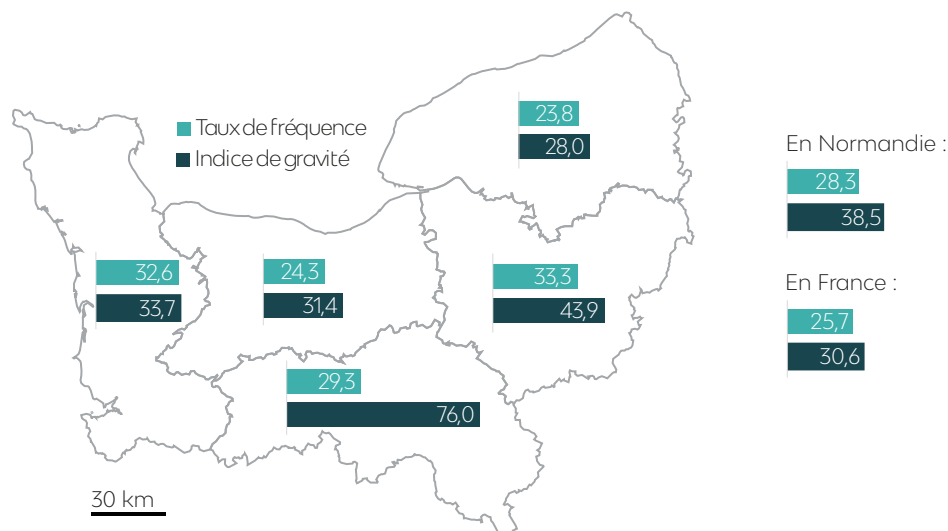 Taux de fréquence
Indice de gravité
23,8
28,0
En Normandie :
28,3
38,5
32,6
33,7
24,3
31,4
33,3
43,9
En France :
25,7
30,6
29,3
76,0
30 km